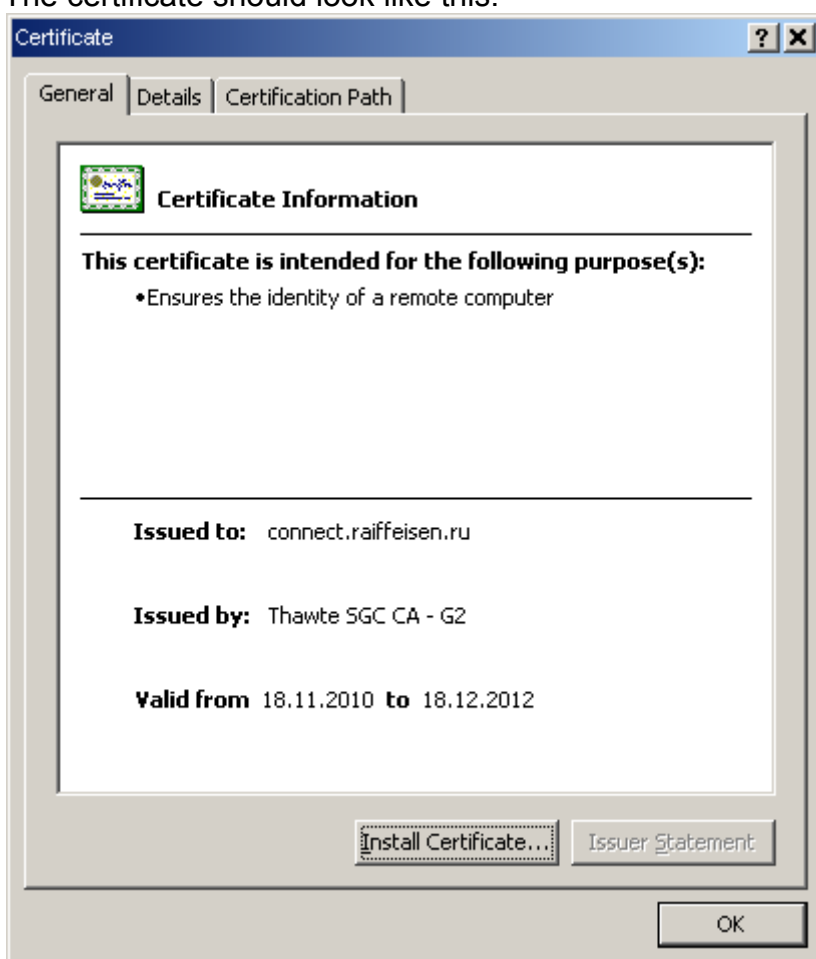 The certificate should look like this:
Certificate
General Details Certification Path
Certificate Information
This certificate is intended for the following purpose(s):
•Ensures the identity of a remote computer
Issued to: connect.raiffeisen.ru
Issued by: Thawte SGC CA - G2
Valid from 18.11.2010 to 18.12.2012
Install Certificate... Issuer Statement
OK